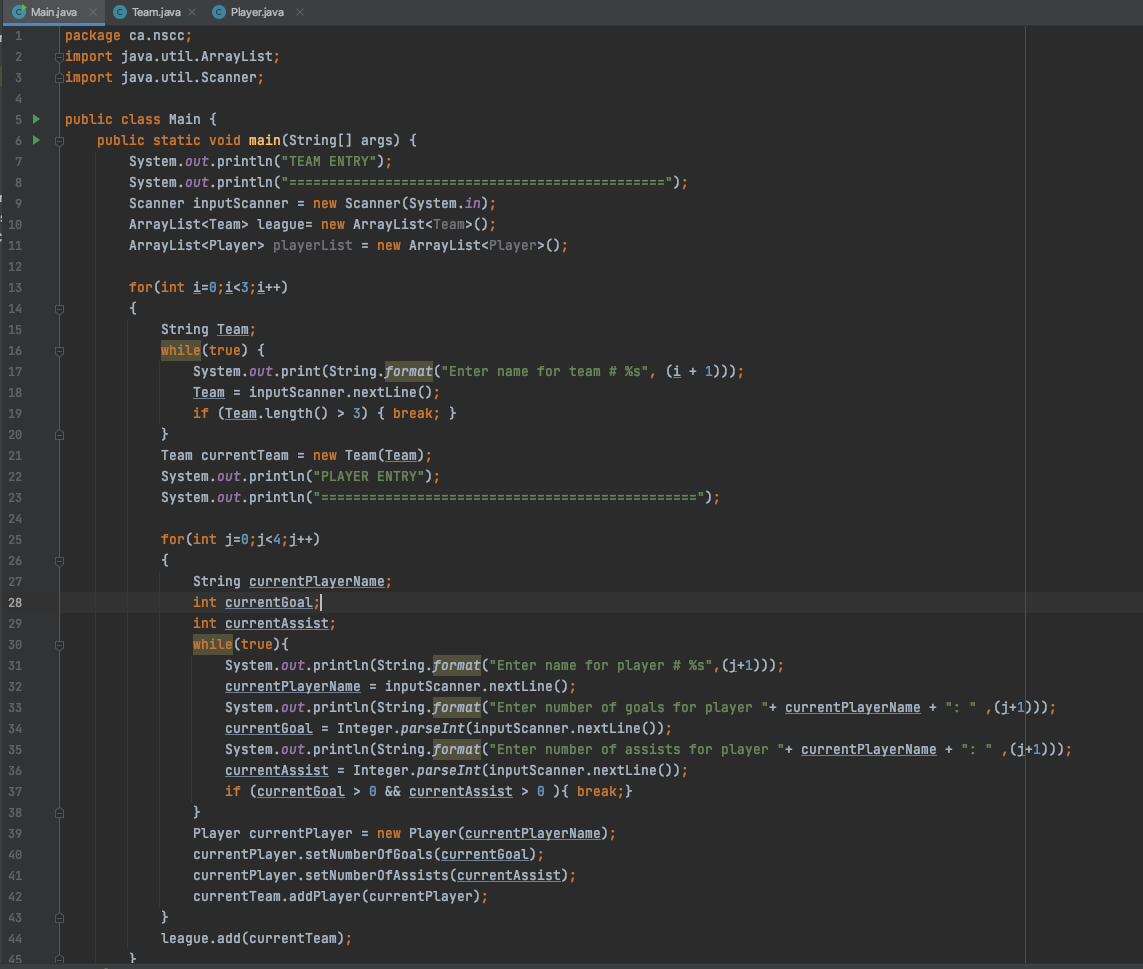 Main.java Team.java Player.java
1 package ca.nscc;
2 import java.util.ArrayList;
3 import java.util.Scanner;
4
5 public class Main {
6 public static void main(String[] args) {
7 System.out.println("TEAM ENTRY");
8 System.out.println("===============================================");
9 Scanner inputScanner = new Scanner(System.in);
10 ArrayList<Team> league= new ArrayList<Team>();
11 ArrayList<Player> playerList = new ArrayList<Player>();
12
13 for(int i=0;i<3;i++)
14 {
15 String Team;
16 while(true) {
17 System.out.print(String.format("Enter name for team # %s", (i + 1)));
18 Team = inputScanner.nextLine();
19 if (Team.length() > 3) { break; }
20 }
21 Team currentTeam = new Team(Team);
22 System.out.println("PLAYER ENTRY");
23 System.out.println("===============================================");
24
25 for(int j=0;j<4;j++)
26 {
27 String currentPlayerName;
28 int currentGoal;
29 int currentAssist;
30 while(true){
31 System.out.println(String.format("Enter name for player # %s",(j+1)));
32 currentPlayerName = inputScanner.nextLine();
33 System.out.println(String.format("Enter number of goals for player "+ currentPlayerName + ": " ,(j+1)));
34 currentGoal = Integer.parseInt(inputScanner.nextLine());
35 System.out.println(String.format("Enter number of assists for player "+ currentPlayerName + ": " ,(j+1)));
36 currentAssist = Integer.parseInt(inputScanner.nextLine());
37 if (currentGoal > 0 && currentAssist > 0 ){ break;}
38 }
39 Player currentPlayer = new Player(currentPlayerName);
40 currentPlayer.setNumberOfGoals(currentGoal);
41 currentPlayer.setNumberOfAssists(currentAssist);
42 currentTeam.addPlayer(currentPlayer);
43 }
44 league.add(currentTeam);
45 }